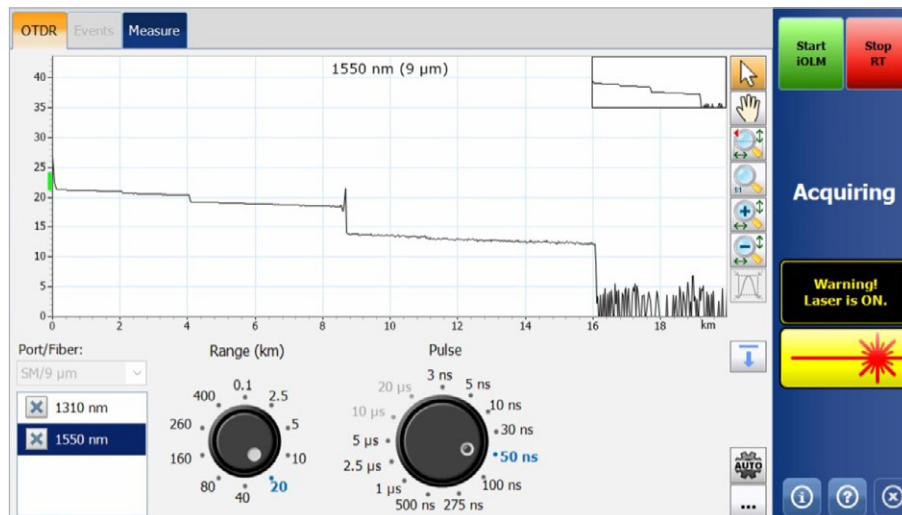 OTDR Events Measure
Start iOLM
Stop RT
1550 nm (9 µm)
40
35
30
25
20
15
10
5
0
0 2 4 6 8 10 12 14 16 18 km
1:1
Acquiring
Warning!
Laser is ON.
Port/Fiber:
SM/9 µm
1310 nm
1550 nm
Range (km)
0.1
2.5
5
10
20
40
80
160
260
400
Pulse
3 ns
5 ns
10 ns
30 ns
50 ns
100 ns
275 ns
500 ns
1 µs
2.5 µs
5 µs
10 µs
20 µs
AUTO
...